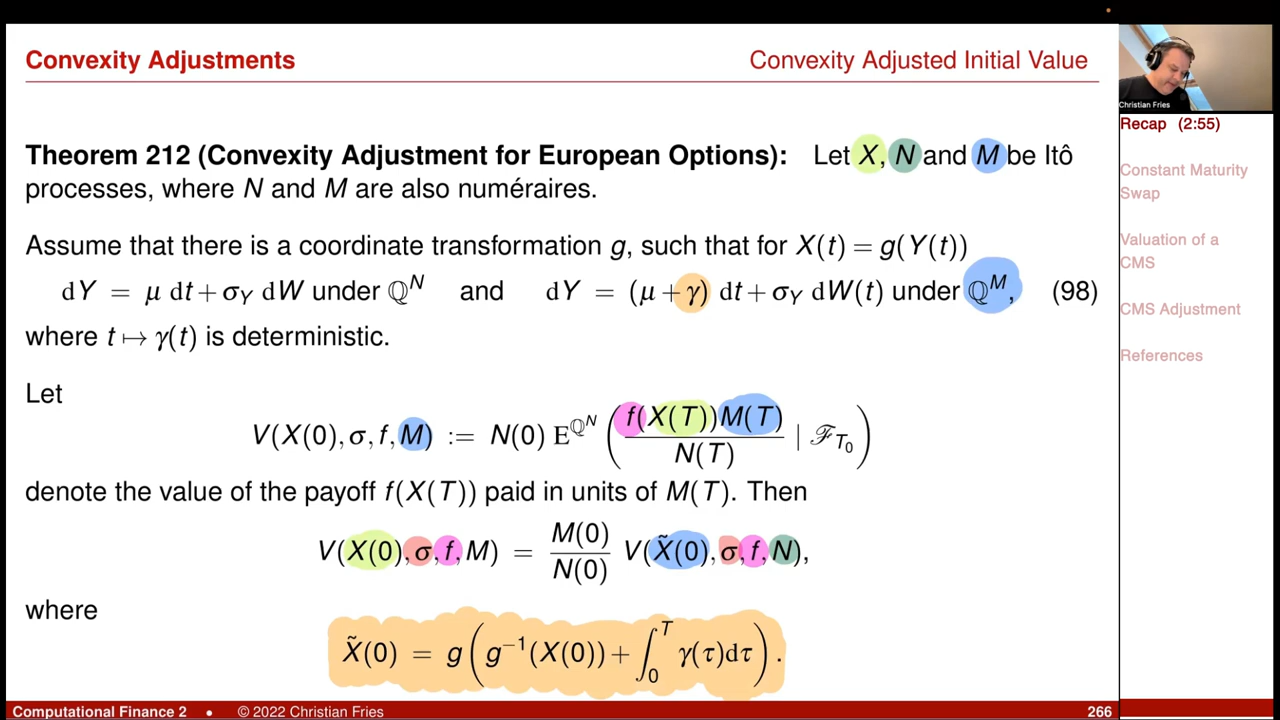 Convexity Adjustments
Convexity Adjusted Initial Value
Theorem 212 (Convexity Adjustment for European Options): Let X, N and M be Itô
processes, where N and M are also numéraires.
Assume that there is a coordinate transformation g, such that for X(t) = g(Y(t))
dY = μ dt + σ_Y dW under ℚ^N and dY = (μ + γ) dt + σ_Y dW(t) under ℚ^M, (98)
where t ↦ γ(t) is deterministic.
Let
V(X(0), σ, f, M) := N(0) E^{ℚ^N} ( f(X(T))M(T) / N(T) | ℱ_{T_0} )
denote the value of the payoff f(X(T)) paid in units of M(T). Then
V(X(0), σ, f, M) = M(0) / N(0) V(X̃(0), σ, f, N),
where
X̃(0) = g ( g^{-1}(X(0)) + ∫_0^T γ(τ)dτ ) .
Computational Finance 2 • © 2022 Christian Fries
266
Christian Fries
Recap (2:55)
Constant Maturity
Swap
Valuation of a
CMS
CMS Adjustment
References